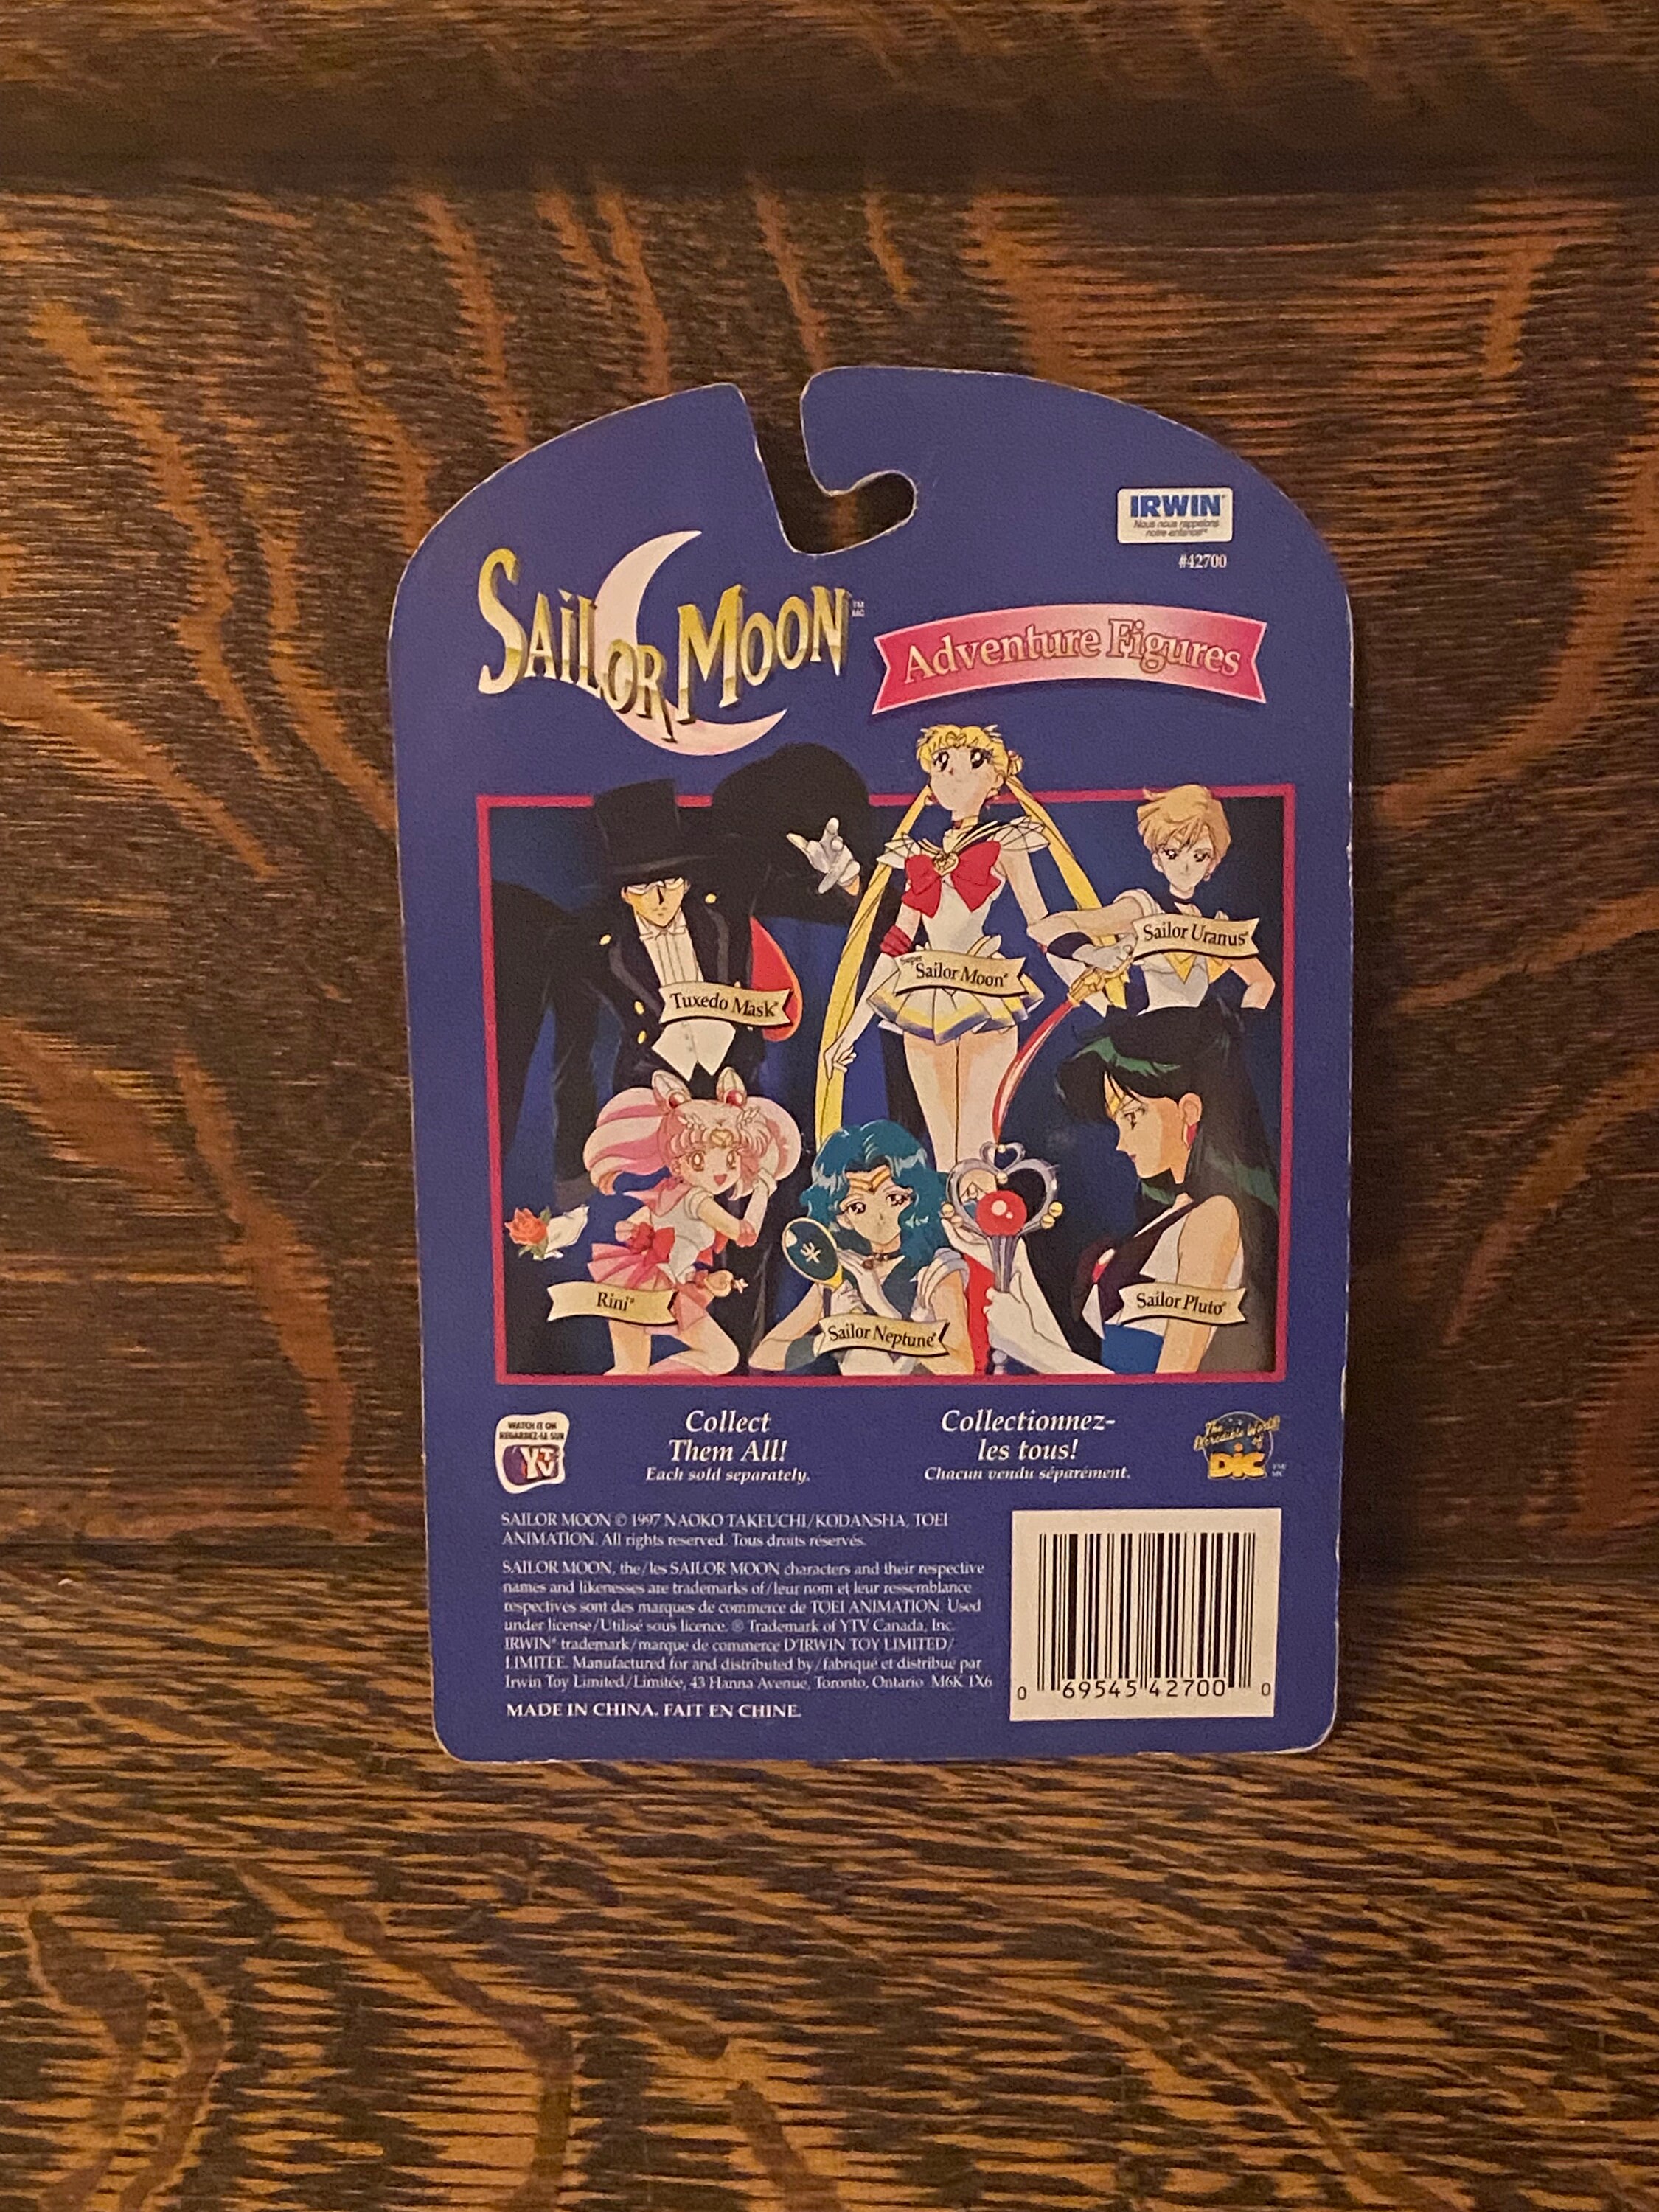 IRWIN®
Nous nous rappelons
notre enfance™
#42700
SAILOR MOON™
MC
Adventure Figures
Tuxedo Mask®
Super
Sailor Moon®
Sailor Uranus®
Rini®
Sailor Neptune®
Sailor Pluto®
WATCH IT ON
REGARDEZ-LA SUR
YTV
Collect
Them All!
Each sold separately.
Collectionnez-
les tous!
Chacun vendu séparément.
The
Incredible World
of
DIC
TM
MC
SAILOR MOON © 1997 NAOKO TAKEUCHI/KODANSHA, TOEI
ANIMATION. All rights reserved. Tous droits réservés.
SAILOR MOON, the/les SAILOR MOON characters and their respective
names and likenesses are trademarks of/leur nom et leur ressemblance
respectives sont des marques de commerce de TOEI ANIMATION. Used
under license/Utilisé sous licence. ® Trademark of YTV Canada, Inc.
IRWIN® trademark/marque de commerce D'IRWIN TOY LIMITED/
LIMITÉE. Manufactured for and distributed by/fabriqué et distribué par
Irwin Toy Limited/Limitée, 43 Hanna Avenue, Toronto, Ontario M6K 1X6
MADE IN CHINA. FAIT EN CHINE.
0 69545 42700 0